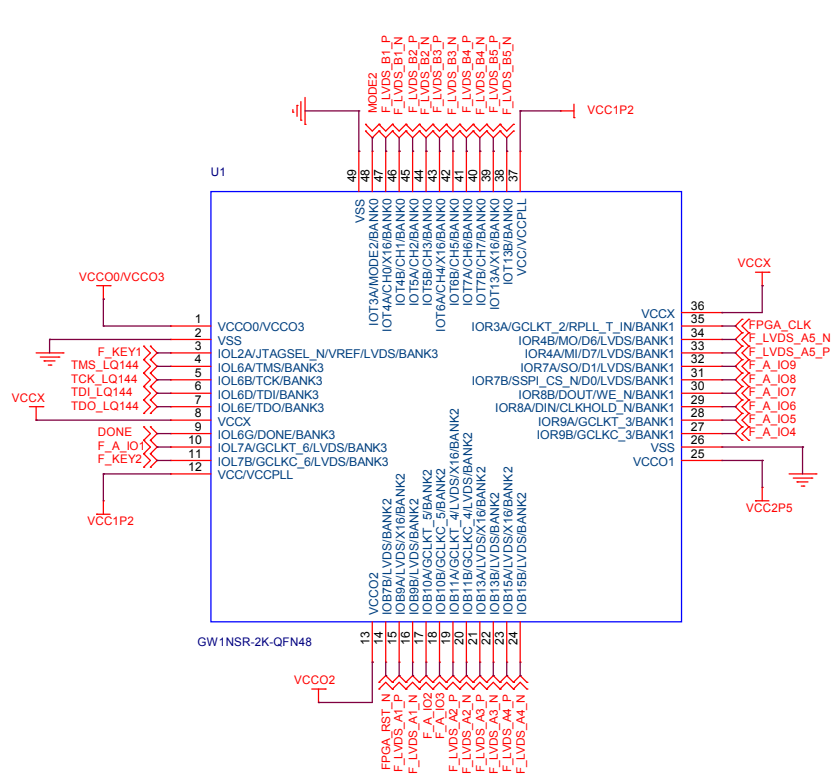 MODE2
F_LVDS_B1_P
F_LVDS_B1_N
F_LVDS_B2_P
F_LVDS_B2_N
F_LVDS_B3_P
F_LVDS_B3_N
F_LVDS_B4_P
F_LVDS_B4_N
F_LVDS_B5_P
F_LVDS_B5_N
VCC1P2
U1
49
48
47
46
45
44
43
42
41
40
39
38
37
VSS
IOT3A/MODE2/BANK0
IOT4A/CH0/X16/BANK0
IOT4B/CH1/BANK0
IOT5A/CH2/BANK0
IOT5B/CH3/BANK0
IOT6A/CH4/X16/BANK0
IOT6B/CH5/BANK0
IOT7A/CH6/BANK0
IOT7B/CH7/BANK0
IOT13A/X16/BANK0
IOT13B/BANK0
VCC/VCCPLL
VCCO0/VCCO3
1 VCCO0/VCCO3
2 VSS
F_KEY1 3 IOL2A/JTAGSEL_N/VREF/LVDS/BANK3
TMS_LQ144 4 IOL6A/TMS/BANK3
TCK_LQ144 5 IOL6B/TCK/BANK3
TDI_LQ144 6 IOL6D/TDI/BANK3
TDO_LQ144 7 IOL6E/TDO/BANK3
VCCX
8 VCCX
DONE 9 IOL6G/DONE/BANK3
F_A_IO1 10 IOL7A/GCLKT_6/LVDS/BANK3
F_KEY2 11 IOL7B/GCLKC_6/LVDS/BANK3
12 VCC/VCCPLL
VCC1P2
VCCX
VCCX 36
IOR3A/GCLKT_2/RPLL_T_IN/BANK1 35 FPGA_CLK
IOR4B/MO/D6/LVDS/BANK1 34 F_LVDS_A5_N
IOR4A/MI/D7/LVDS/BANK1 33 F_LVDS_A5_P
IOR7A/SO/D1/LVDS/BANK1 32 F_A_IO9
IOR7B/SSPI_CS_N/D0/LVDS/BANK1 31 F_A_IO8
IOR8B/DOUT/WE_N/BANK1 30 F_A_IO7
IOR8A/DIN/CLKHOLD_N/BANK1 29 F_A_IO6
IOR9A/GCLKT_3/BANK1 28 F_A_IO5
IOR9B/GCLKC_3/BANK1 27 F_A_IO4
VSS 26
VCCO1 25
VCC2P5
VCCO2
IOB7B/LVDS/BANK2
IOB9A/LVDS/X16/BANK2
IOB9B/LVDS/BANK2
IOB10A/GCLKT_5/BANK2
IOB10B/GCLKC_5/BANK2
IOB11A/GCLKT_4/LVDS/X16/BANK2
IOB11B/GCLKC_4/LVDS/BANK2
IOB13A/LVDS/X16/BANK2
IOB13B/LVDS/BANK2
IOB15A/LVDS/X16/BANK2
IOB15B/LVDS/BANK2
GW1NSR-2K-QFN48
13
14
15
16
17
18
19
20
21
22
23
24
VCCO2
FPGA_RST_N
F_LVDS_A1_P
F_LVDS_A1_N
F_A_IO2
F_A_IO3
F_LVDS_A2_P
F_LVDS_A2_N
F_LVDS_A3_P
F_LVDS_A3_N
F_LVDS_A4_P
F_LVDS_A4_N